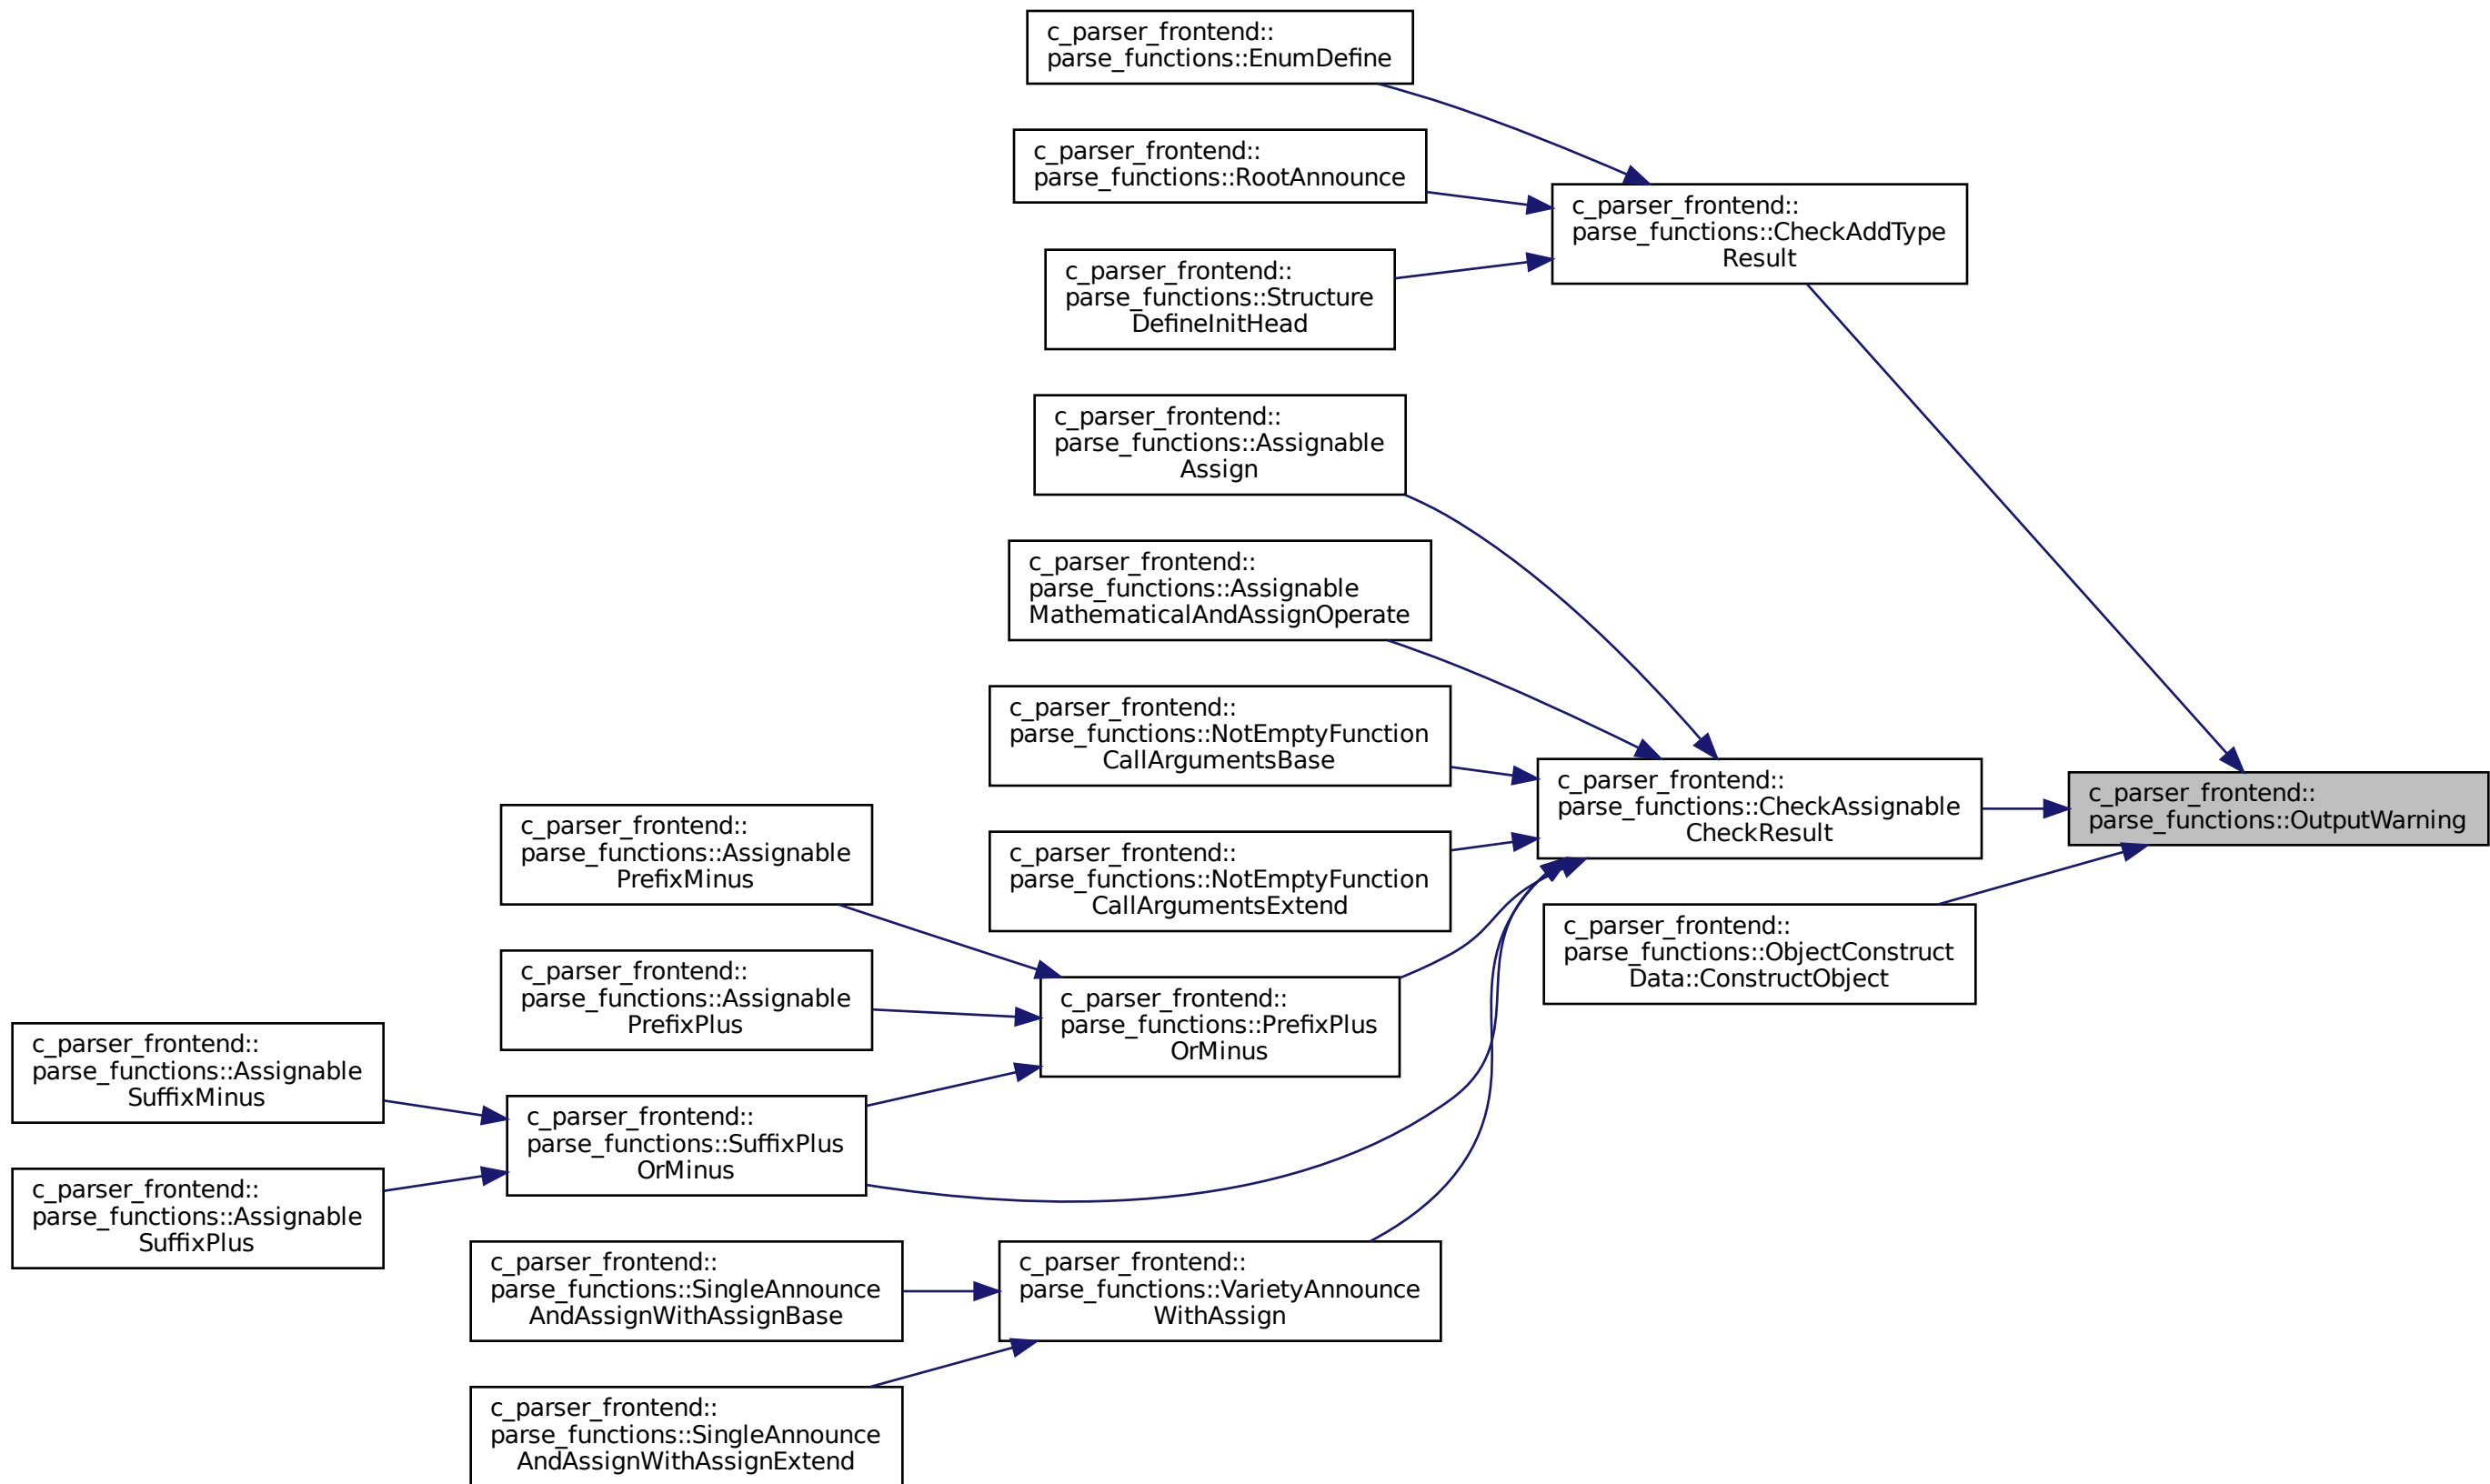 c_parser_frontend::
parse_functions::EnumDefine
c_parser_frontend::
parse_functions::RootAnnounce
c_parser_frontend::
parse_functions::CheckAddType
Result
c_parser_frontend::
parse_functions::Structure
DefineInitHead
c_parser_frontend::
parse_functions::Assignable
Assign
c_parser_frontend::
parse_functions::Assignable
MathematicalAndAssignOperate
c_parser_frontend::
parse_functions::NotEmptyFunction
CallArgumentsBase
c_parser_frontend::
parse_functions::CheckAssignable
CheckResult
c_parser_frontend::
parse_functions::OutputWarning
c_parser_frontend::
parse_functions::Assignable
PrefixMinus
c_parser_frontend::
parse_functions::NotEmptyFunction
CallArgumentsExtend
c_parser_frontend::
parse_functions::ObjectConstruct
Data::ConstructObject
c_parser_frontend::
parse_functions::Assignable
PrefixPlus
c_parser_frontend::
parse_functions::PrefixPlus
OrMinus
c_parser_frontend::
parse_functions::Assignable
SuffixMinus
c_parser_frontend::
parse_functions::SuffixPlus
OrMinus
c_parser_frontend::
parse_functions::Assignable
SuffixPlus
c_parser_frontend::
parse_functions::SingleAnnounce
AndAssignWithAssignBase
c_parser_frontend::
parse_functions::VarietyAnnounce
WithAssign
c_parser_frontend::
parse_functions::SingleAnnounce
AndAssignWithAssignExtend